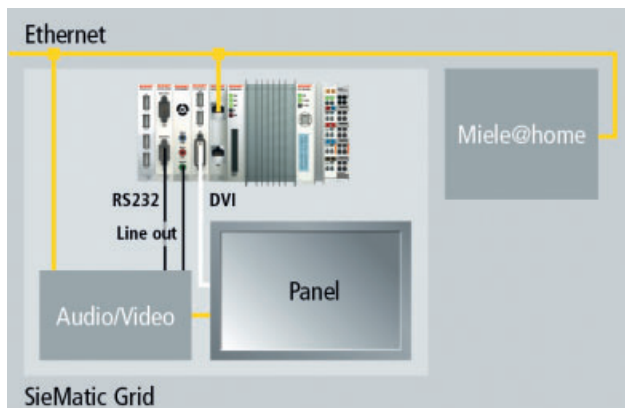 Ethernet
Miele@home
RS232
DVI
Line out
Panel
Audio/Video
SieMatic Grid